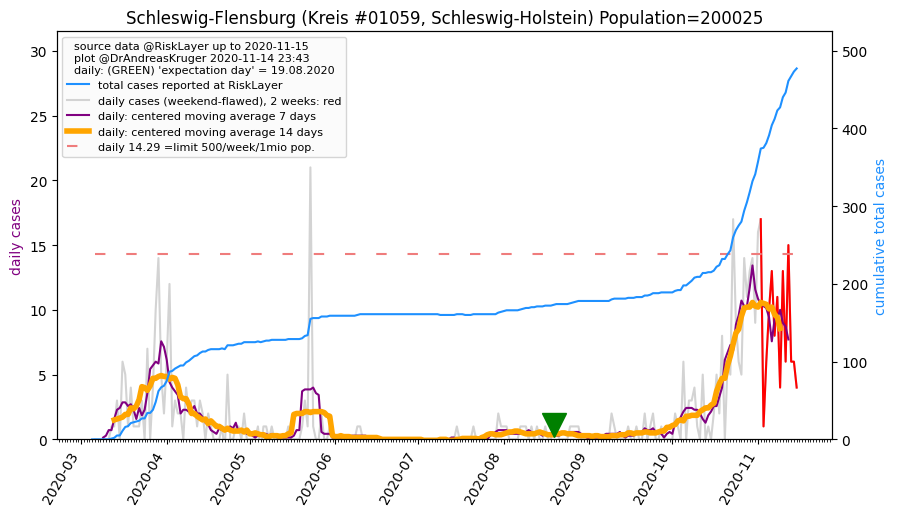 Schleswig-Flensburg (Kreis #01059, Schleswig-Holstein) Population=200025
source data @RiskLayer up to 2020-11-15
plot @DrAndreasKruger 2020-11-14 23:43
daily: (GREEN) 'expectation day' = 19.08.2020
total cases reported at RiskLayer
daily cases (weekend-flawed), 2 weeks: red
daily: centered moving average 7 days
daily: centered moving average 14 days
daily 14.29 =limit 500/week/1mio pop.
daily cases
30
25
20
15
10
5
0
cumulative total cases
500
400
300
200
100
0
2020-03
2020-04
2020-05
2020-06
2020-07
2020-08
2020-09
2020-10
2020-11